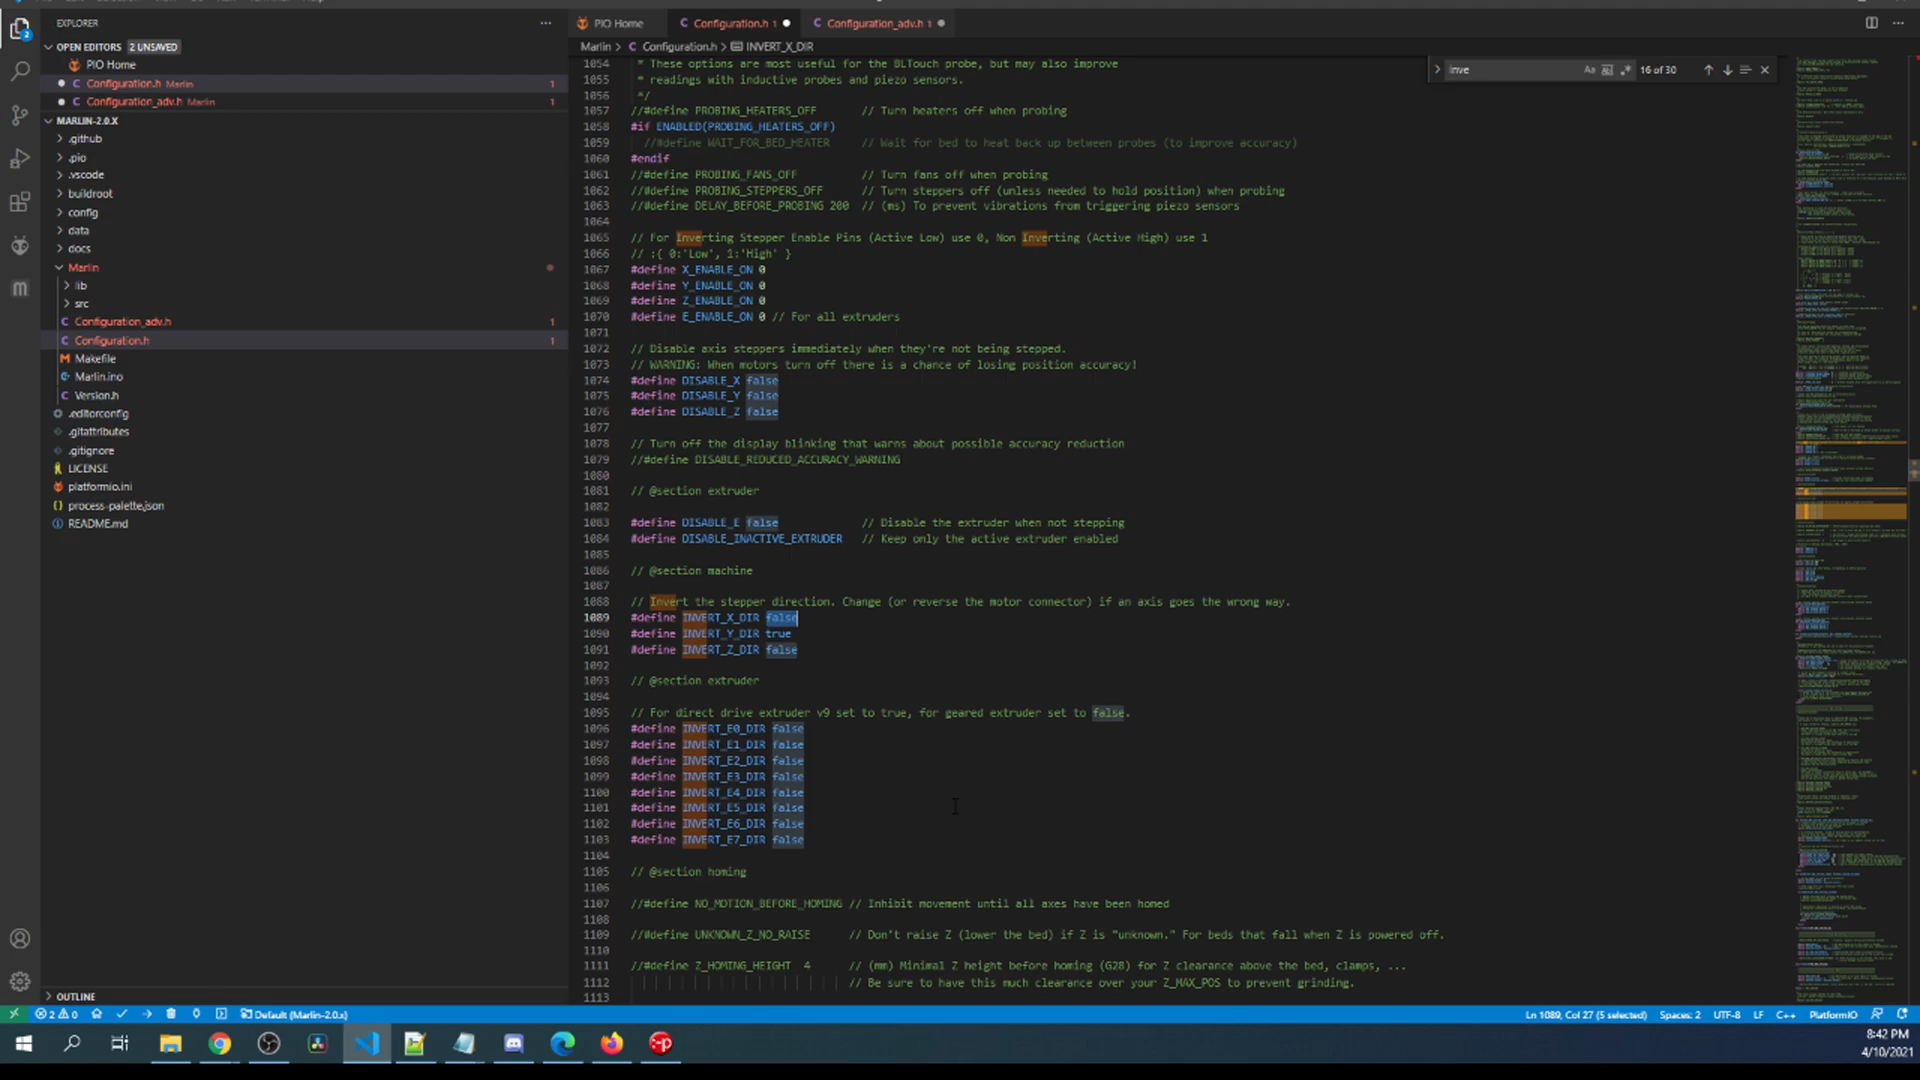 EXPLORER
OPEN EDITORS 2 UNSAVED
PIO Home
Configuration.h Marlin 1
Configuration_adv.h Marlin 1
MARLIN-2.0.X
.github
.pio
.vscode
buildroot
config
data
docs
Marlin
lib
src
Configuration_adv.h 1
Configuration.h 1
Makefile
Marlin.ino
Version.h
.editorconfig
.gitattributes
.gitignore
LICENSE
platformio.ini
process-palette.json
README.md
OUTLINE
PIO Home
Configuration.h 1
Configuration_adv.h 1
Marlin > Configuration.h > INVERT_X_DIR
inve
16 of 30
1054 * These options are most useful for the BLTouch probe, but may also improve
1055 * readings with inductive probes and piezo sensors.
1056 */
1057 //#define PROBING_HEATERS_OFF // Turn heaters off when probing
1058 #if ENABLED(PROBING_HEATERS_OFF)
1059 //#define WAIT_FOR_BED_HEATER // Wait for bed to heat back up between probes (to improve accuracy)
1060 #endif
1061 //#define PROBING_FANS_OFF // Turn fans off when probing
1062 //#define PROBING_STEPPERS_OFF // Turn steppers off (unless needed to hold position) when probing
1063 //#define DELAY_BEFORE_PROBING 200 // (ms) To prevent vibrations from triggering piezo sensors
1064
1065 // For Inverting Stepper Enable Pins (Active Low) use 0, Non Inverting (Active High) use 1
1066 // :{ 0:'Low', 1:'High' }
1067 #define X_ENABLE_ON 0
1068 #define Y_ENABLE_ON 0
1069 #define Z_ENABLE_ON 0
1070 #define E_ENABLE_ON 0 // For all extruders
1071
1072 // Disable axis steppers immediately when they're not being stepped.
1073 // WARNING: When motors turn off there is a chance of losing position accuracy!
1074 #define DISABLE_X false
1075 #define DISABLE_Y false
1076 #define DISABLE_Z false
1077
1078 // Turn off the display blinking that warns about possible accuracy reduction
1079 //#define DISABLE_REDUCED_ACCURACY_WARNING
1080
1081 // @section extruder
1082
1083 #define DISABLE_E false // Disable the extruder when not stepping
1084 #define DISABLE_INACTIVE_EXTRUDER // Keep only the active extruder enabled
1085
1086 // @section machine
1087
1088 // Invert the stepper direction. Change (or reverse the motor connector) if an axis goes the wrong way.
1089 #define INVERT_X_DIR false
1090 #define INVERT_Y_DIR true
1091 #define INVERT_Z_DIR false
1092
1093 // @section extruder
1094
1095 // For direct drive extruder v9 set to true, for geared extruder set to false.
1096 #define INVERT_E0_DIR false
1097 #define INVERT_E1_DIR false
1098 #define INVERT_E2_DIR false
1099 #define INVERT_E3_DIR false
1100 #define INVERT_E4_DIR false
1101 #define INVERT_E5_DIR false
1102 #define INVERT_E6_DIR false
1103 #define INVERT_E7_DIR false
1104
1105 // @section homing
1106
1107 //#define NO_MOTION_BEFORE_HOMING // Inhibit movement until all axes have been homed
1108
1109 //#define UNKNOWN_Z_NO_RAISE // Don't raise Z (lower the bed) if Z is "unknown." For beds that fall when Z is powered off.
1110
1111 //#define Z_HOMING_HEIGHT 4 // (mm) Minimal Z height before homing (G28) for Z clearance above the bed, clamps, ...
1112 // Be sure to have this much clearance over your Z_MAX_POS to prevent grinding.
1113
2 0 Default (Marlin-2.0.x) Ln 1089, Col 27 (5 selected) Spaces: 2 UTF-8 LF C++ PlatformIO
8:42 PM
4/10/2021